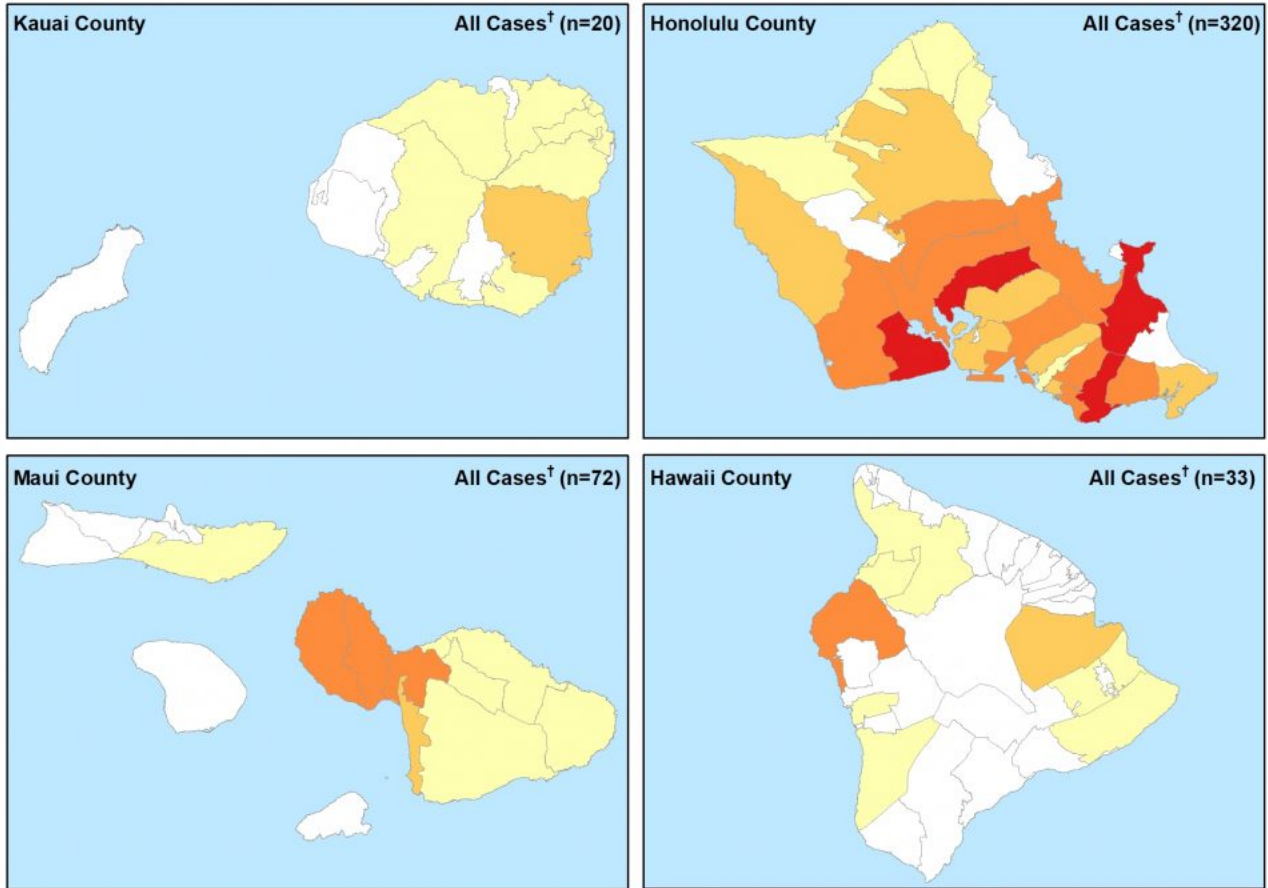 Kauai County All Cases† (n=20)
Honolulu County All Cases† (n=320)
Maui County All Cases† (n=72)
Hawaii County All Cases† (n=33)